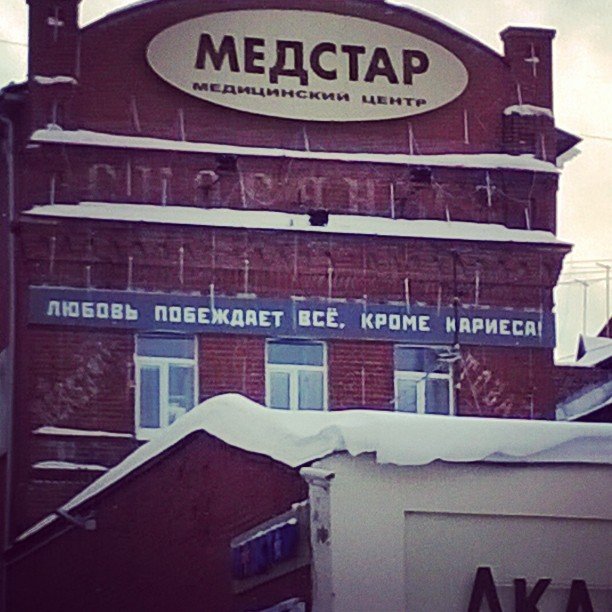 МЕДСТАР
МЕДИЦИНСКИЙ ЦЕНТР
ЛЮБОВЬ ПОБЕЖДАЕТ ВСЁ, КРОМЕ КАРИЕСА!